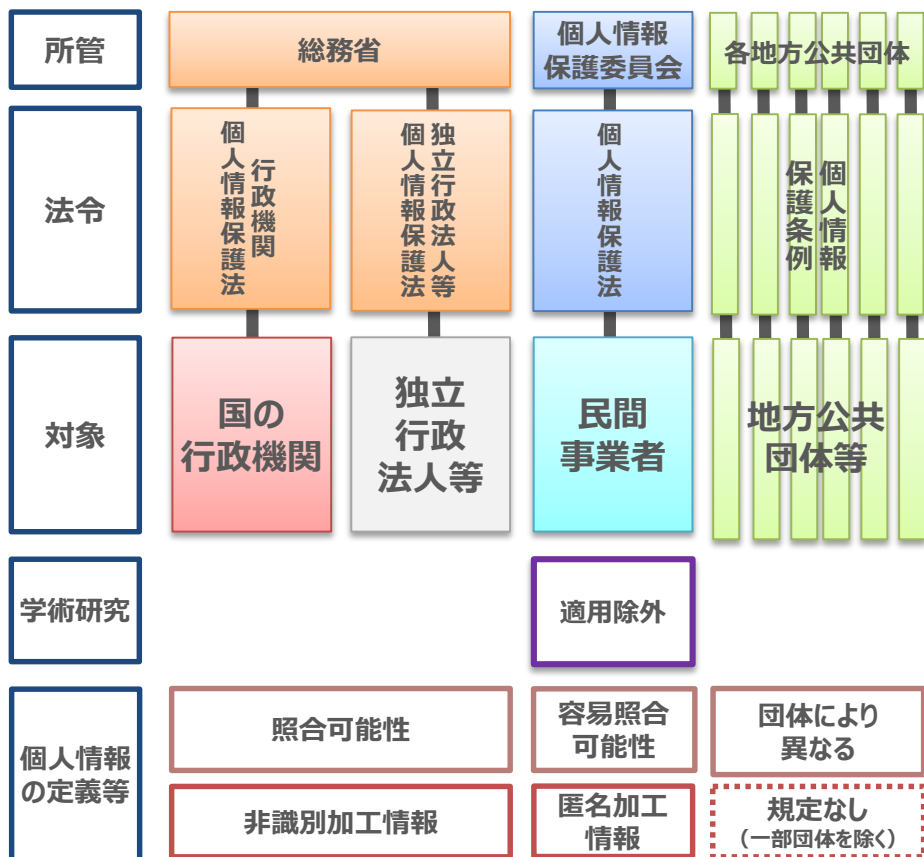 所管
総務省
個人情報
保護委員会
各地方公共団体
法令
行政機関
個人情報保護法
独立行政法人等
個人情報保護法
個人情報保護法
個人情報
保護条例
対象
国の
行政機関
独立
行政
法人等
民間
事業者
地方公共
団体等
学術研究
適用除外
個人情報
の定義等
照合可能性
容易照合
可能性
団体により
異なる
非識別加工情報
匿名加工
情報
規定なし
(一部団体を除く)